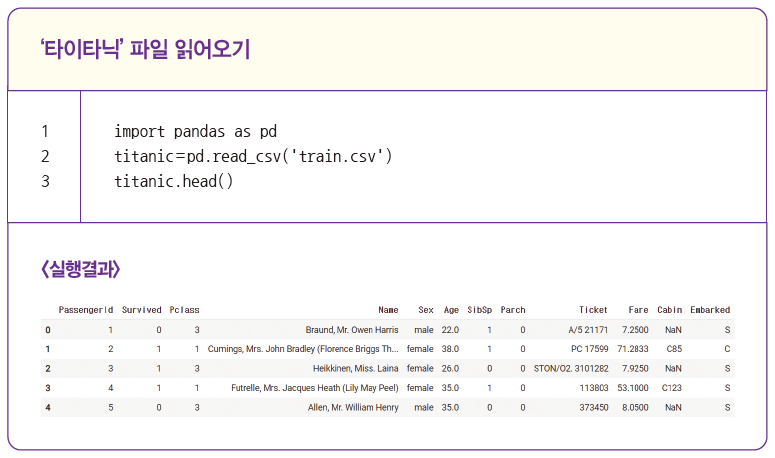 ‘타이타닉’ 파일 읽어오기
1 import pandas as pd
2 titanic=pd.read_csv('train.csv')
3 titanic.head()
〈실행결과〉
PassengerId Survived Pclass Name Sex Age SibSp Parch Ticket Fare Cabin Embarked
0 1 0 3 Braund, Mr. Owen Harris male 22.0 1 0 A/5 21171 7.2500 NaN S
1 2 1 1 Cumings, Mrs. John Bradley (Florence Briggs Th... female 38.0 1 0 PC 17599 71.2833 C85 C
2 3 1 3 Heikkinen, Miss. Laina female 26.0 0 0 STON/O2. 3101282 7.9250 NaN S
3 4 1 1 Futrelle, Mrs. Jacques Heath (Lily May Peel) female 35.0 1 0 113803 53.1000 C123 S
4 5 0 3 Allen, Mr. William Henry male 35.0 0 0 373450 8.0500 NaN S